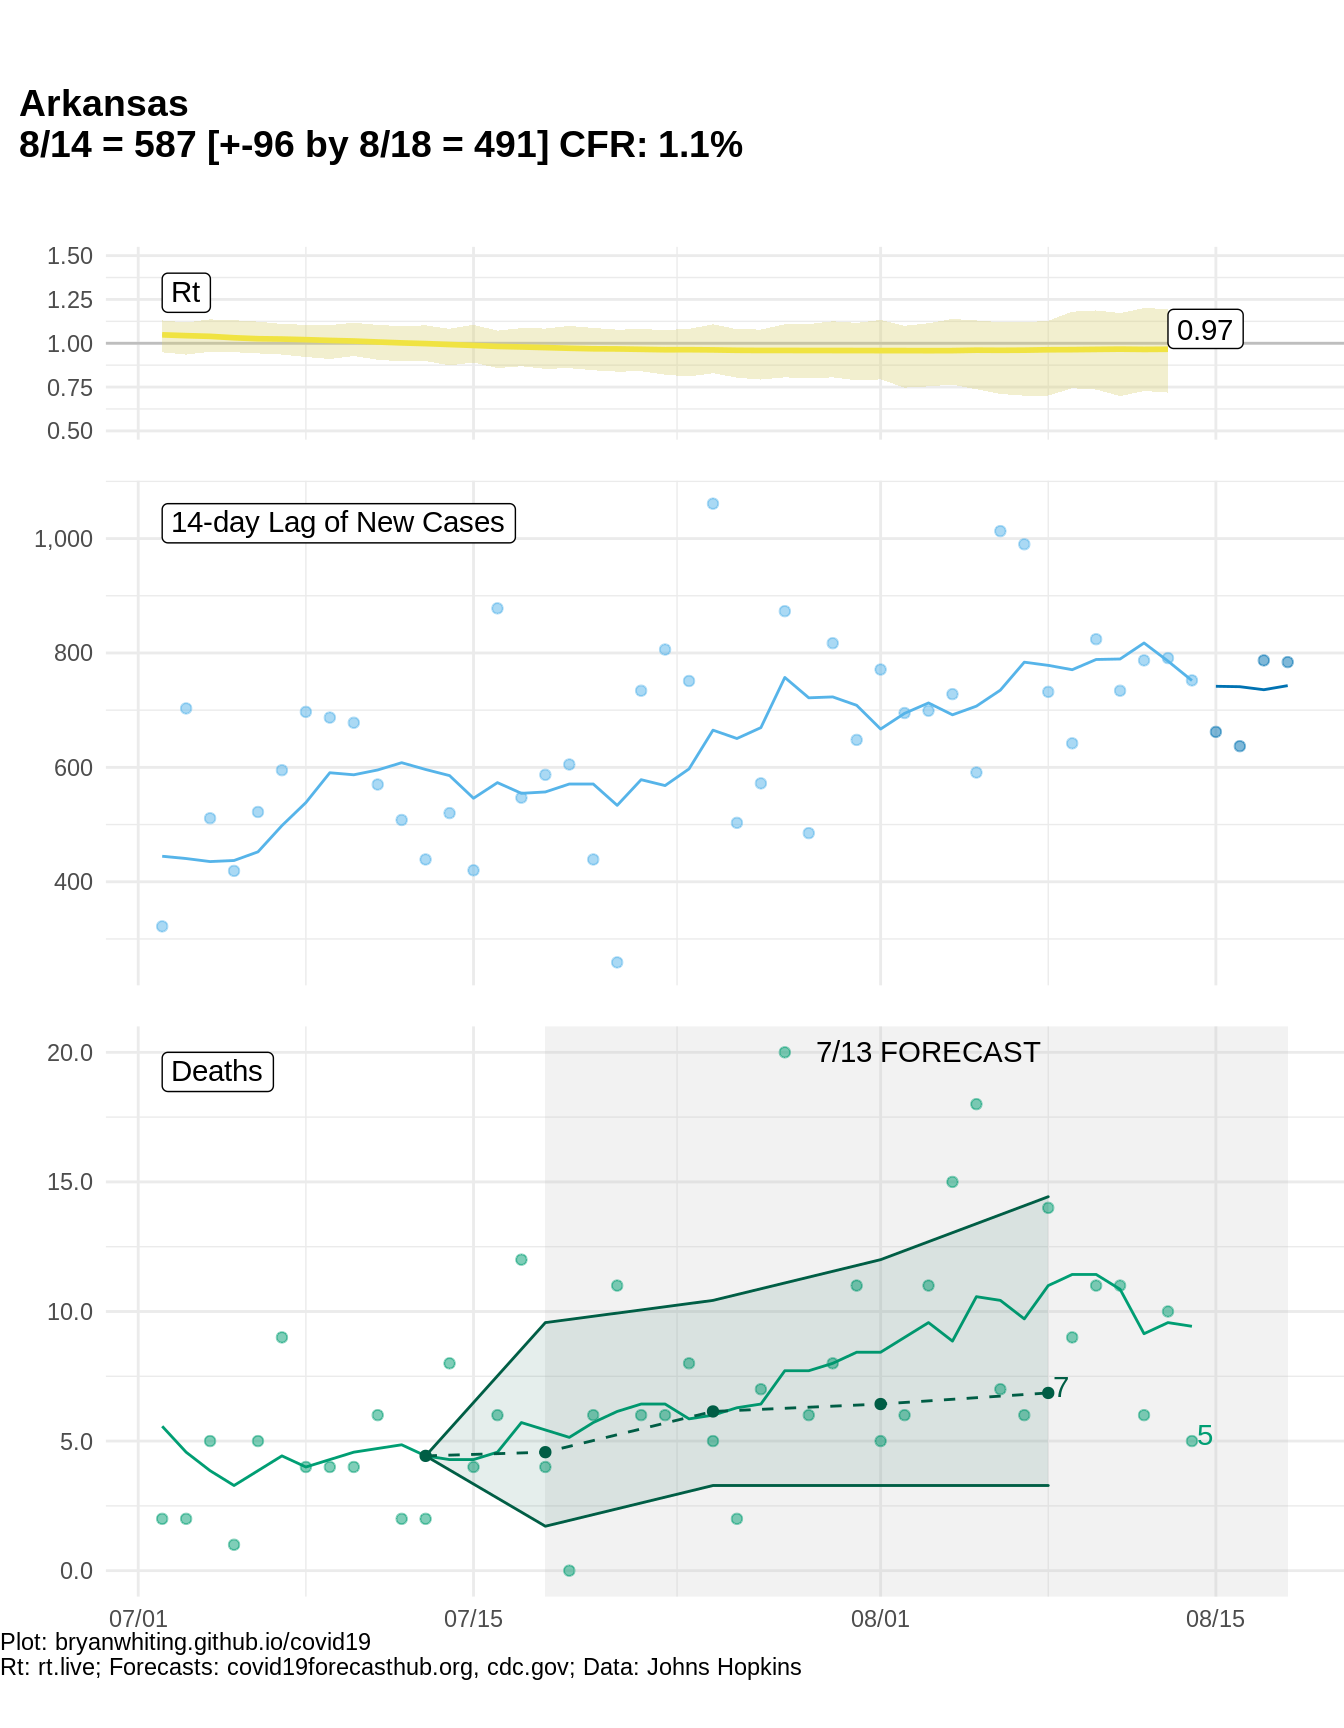 Arkansas
8/14 = 587 [+-96 by 8/18 = 491] CFR: 1.1%
1.50
1.25
1.00
0.75
0.50
Rt
0.97
14-day Lag of New Cases
1,000
800
600
400
Deaths
7/13 FORECAST
20.0
15.0
10.0
5.0
0.0
7
5
07/01
07/15
08/01
08/15
Plot: bryanwhiting.github.io/covid19
Rt: rt.live; Forecasts: covid19forecasthub.org, cdc.gov; Data: Johns Hopkins